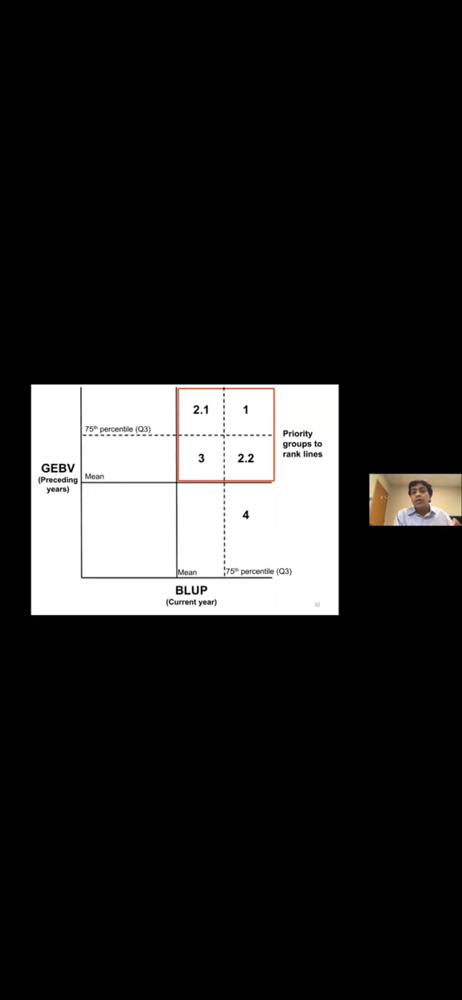 2.1
1
75th percentile (Q3)
Priority
groups to
rank lines
3
2.2
GEBV
(Preceding
years)
Mean
4
Mean
75th percentile (Q3)
BLUP
(Current year)
32